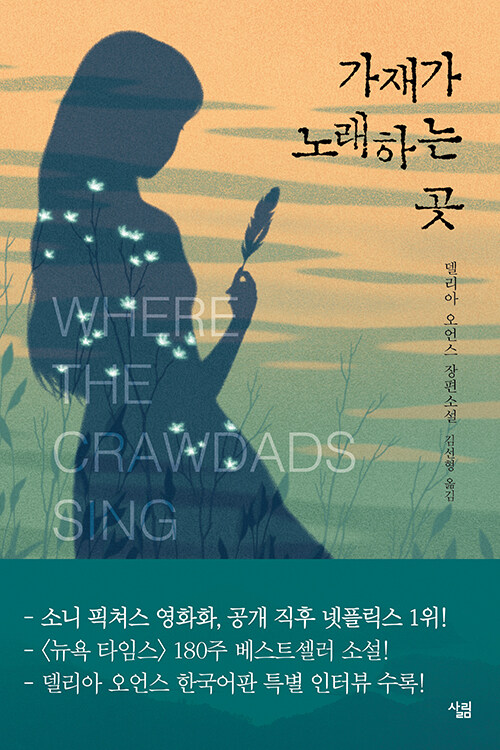 가재가
노래하는
곳
델리아 오언스 장편소설
김선형 옮김
WHERE
THE
CRAWDADS
SING
- 소니 픽쳐스 영화화, 공개 직후 넷플릭스 1위!
- 〈뉴욕 타임스〉 180주 베스트셀러 소설!
- 델리아 오언스 한국어판 특별 인터뷰 수록!
사림